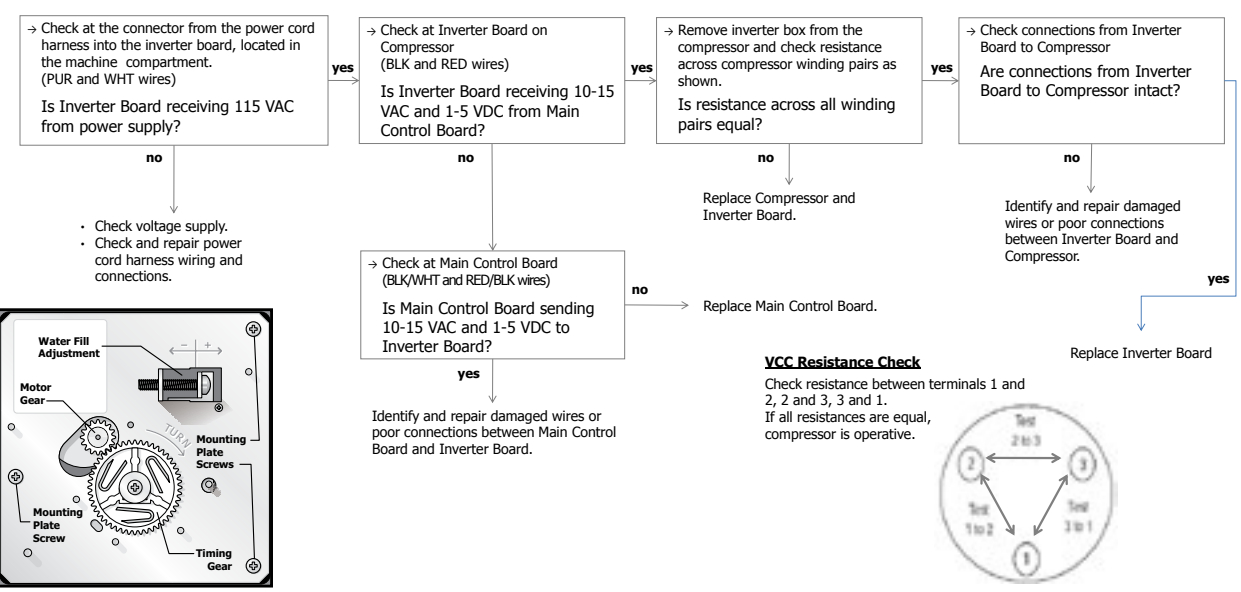 → Check at the connector from the power cord
harness into the inverter board, located in
the machine compartment.
(PUR and WHT wires)
Is Inverter Board receiving 115 VAC
from power supply?
yes
→ Check at Inverter Board on
Compressor
(BLK and RED wires)
Is Inverter Board receiving 10-15
VAC and 1-5 VDC from Main
Control Board?
yes
→ Remove inverter box from the
compressor and check resistance
across compressor winding pairs as
shown.
Is resistance across all winding
pairs equal?
yes
→ Check connections from Inverter
Board to Compressor
Are connections from Inverter
Board to Compressor intact?
no
no
no
no
• Check voltage supply.
• Check and repair power
cord harness wiring and
connections.
Replace Compressor and
Inverter Board.
Identify and repair damaged
wires or poor connections
between Inverter Board and
Compressor.
yes
Replace Inverter Board
→ Check at Main Control Board
(BLK/WHT and RED/BLK wires)
Is Main Control Board sending
10-15 VAC and 1-5 VDC to
Inverter Board?
no
Replace Main Control Board.
yes
Identify and repair damaged wires or
poor connections between Main Control
Board and Inverter Board.
VCC Resistance Check
Check resistance between terminals 1 and
2, 2 and 3, 3 and 1.
If all resistances are equal,
compressor is operative.
Test
2 to 3
2
3
Test
1 to 2
Test
3 to 1
1
Water Fill
Adjustment
− +
Motor
Gear
TURN
Mounting
Plate
Screws
Mounting
Plate
Screw
Timing
Gear